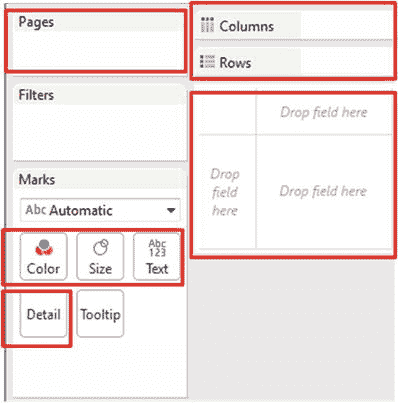 Pages
Columns
Rows
Filters
Drop field here
Drop
field
here
Drop field here
Marks
Abc Automatic
Color
Size
Abc
123
Text
Detail
Tooltip